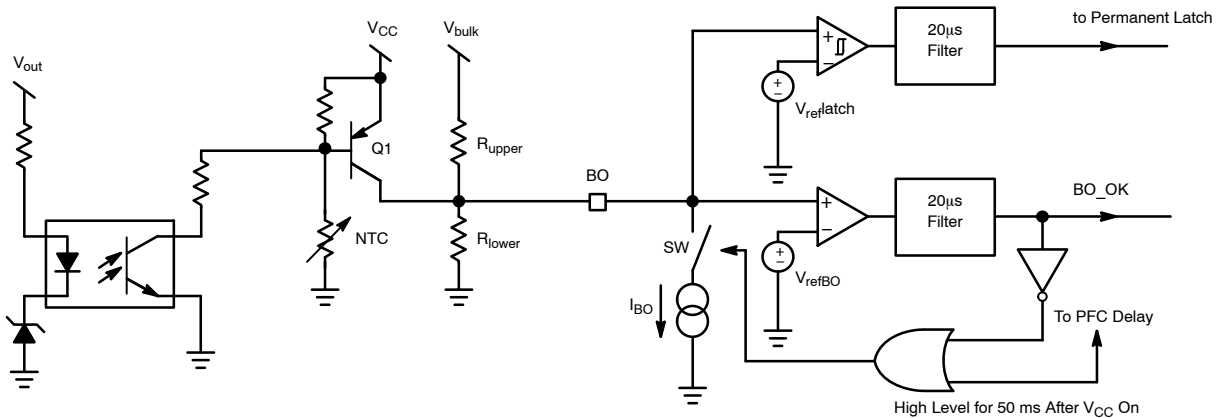 to Permanent Latch
20μs
Filter
VCC
Vbulk
Vout
+
−
+
−
Vreflatch
Q1
Rupper
BO
20μs
Filter
BO_OK
+
−
NTC
Rlower
SW
+
−
VrefBO
IBO
To PFC Delay
High Level for 50 ms After VCC On